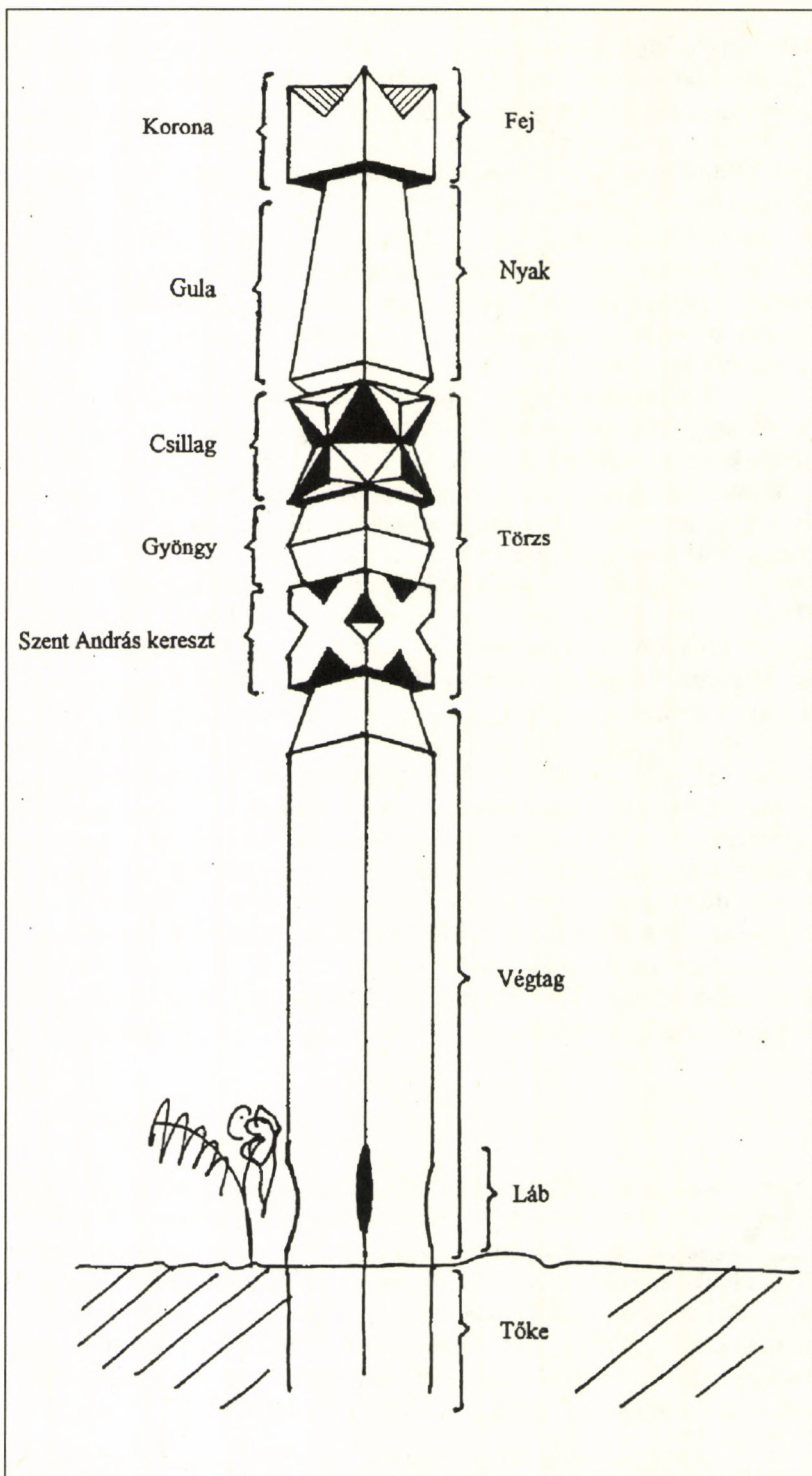 Korona
Fej
Gula
Nyak
Csillag
Gyöngy
Törzs
Szent András kereszt
Végtag
Láb
Tőke